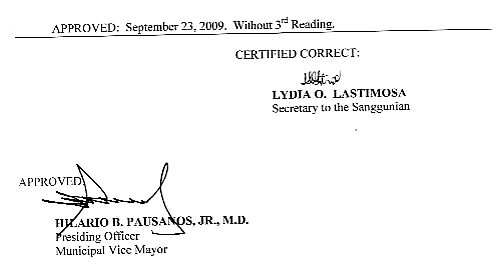 APPROVED: September 23, 2009. Without 3rd Reading.
CERTIFIED CORRECT:
LYDIA O. LASTIMOSA
Secretary to the Sanggunian
APPROVED:
HILARIO B. PAUSANOS, JR., M.D.
Presiding Officer
Municipal Vice Mayor